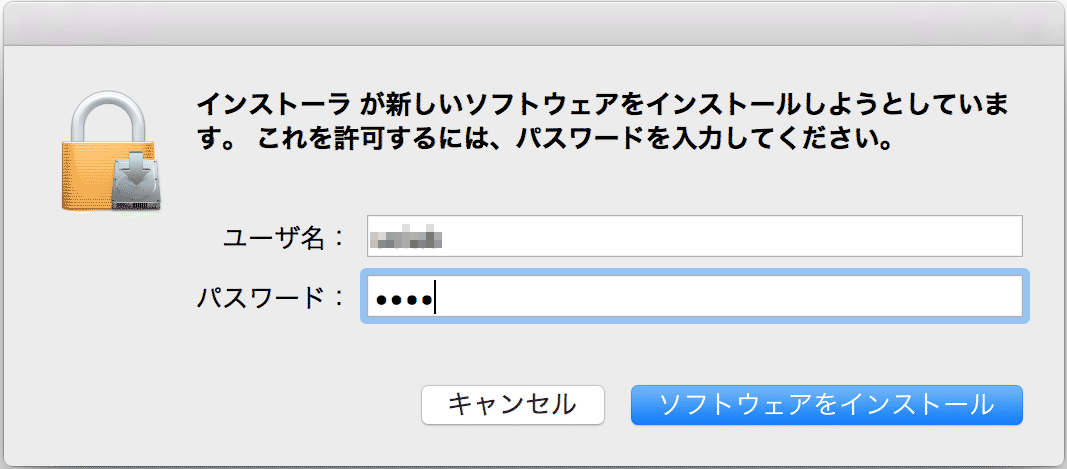 インストーラ が新しいソフトウェアをインストールしようとしていま
す。 これを許可するには、パスワードを入力してください。
ユーザ名：
パスワード： ••••
キャンセル ソフトウェアをインストール